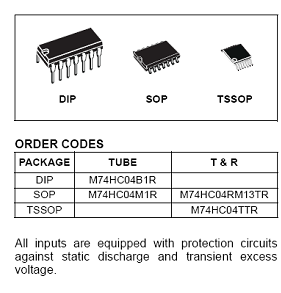 DIP SOP TSSOP
ORDER CODES
PACKAGE TUBE T & R
DIP M74HC04B1R
SOP M74HC04M1R M74HC04RM13TR
TSSOP M74HC04TTR
All inputs are equipped with protection circuits
against static discharge and transient excess
voltage.